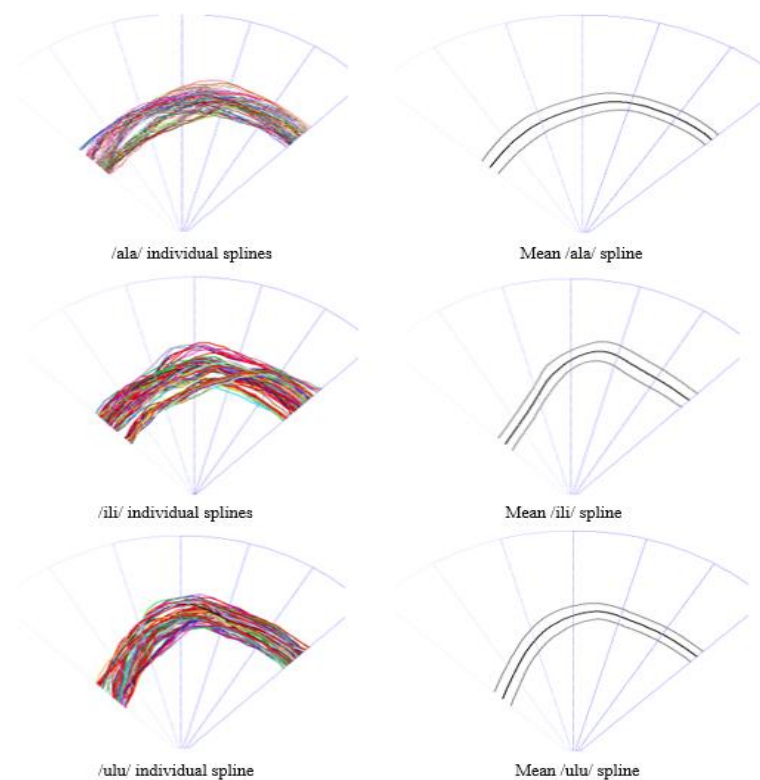 /ala/ individual splines
Mean /ala/ spline
/ili/ individual splines
Mean /ili/ spline
/ulu/ individual spline
Mean /ulu/ spline